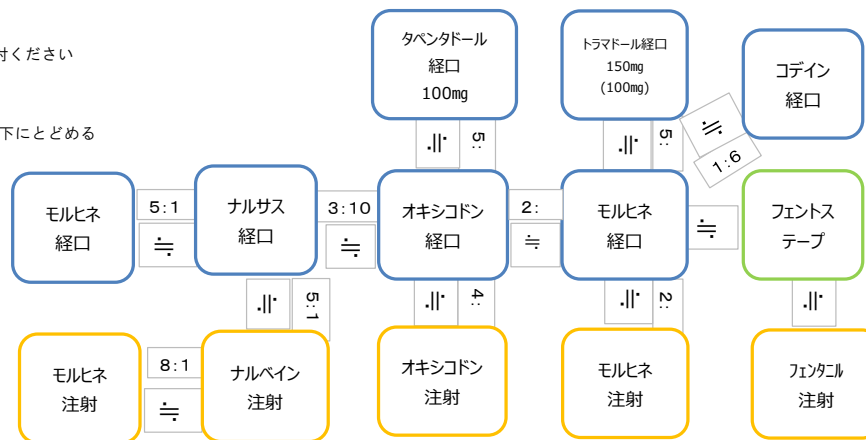 付ください
下にとどめる
タペンタドール
経口
100mg
トラマドール経口
150mg
(100mg)
コデイン
経口
≒
5:
≒
5:
≒
1:6
モルヒネ
経口
5:1
≒
ナルサス
経口
3:10
≒
オキシコドン
経口
2:
≒
モルヒネ
経口
≒
フェントス
テープ
≒
5:1
≒
4:
≒
2:
≒
モルヒネ
注射
8:1
≒
ナルベイン
注射
オキシコドン
注射
モルヒネ
注射
フェンタニル
注射